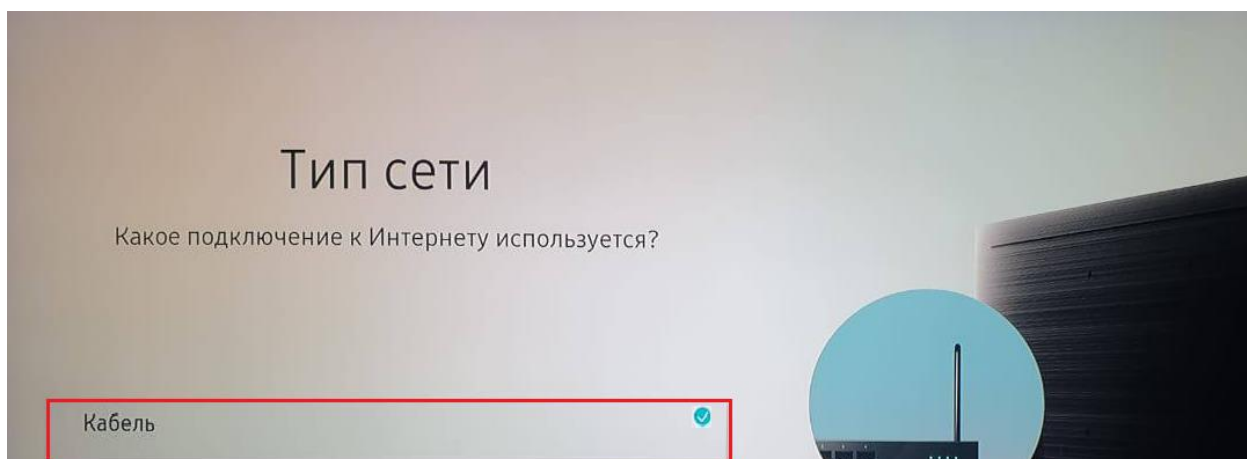 Тип сети
Какое подключение к Интернету используется?
Кабель